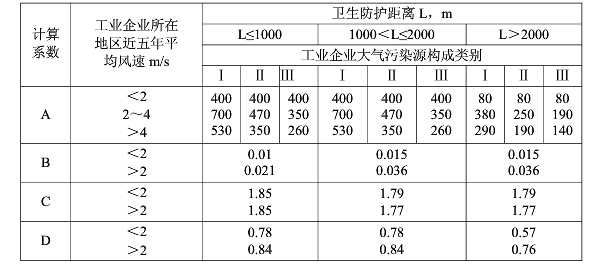 计算系数 工业企业所在地区近五年平均风速 m/s 卫生防护距离 L，m
L≤1000 1000＜L≤2000 L＞2000
工业企业大气污染源构成类别
Ⅰ Ⅱ Ⅲ Ⅰ Ⅱ Ⅲ Ⅰ Ⅱ Ⅲ
A ＜2 400 400 400 400 400 400 80 80 80
2～4 700 470 350 700 470 350 380 250 190
＞4 530 350 260 530 350 260 290 190 140
B ＜2 0.01 0.015 0.015
＞2 0.021 0.036 0.036
C ＜2 1.85 1.79 1.79
＞2 1.85 1.77 1.77
D ＜2 0.78 0.78 0.57
＞2 0.84 0.84 0.76